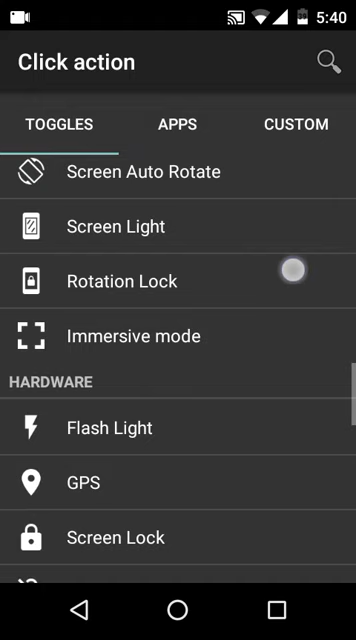 5:40
Click action
TOGGLES APPS CUSTOM
Screen Auto Rotate
Screen Light
Rotation Lock
Immersive mode
HARDWARE
Flash Light
GPS
Screen Lock